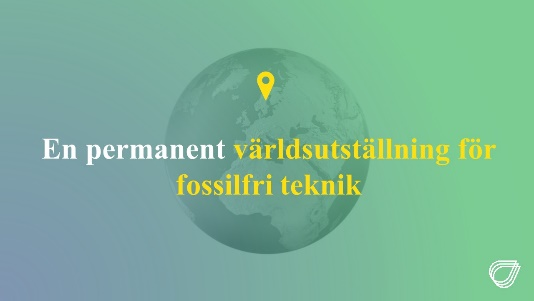 En permanent världsutställning för
fossilfri teknik